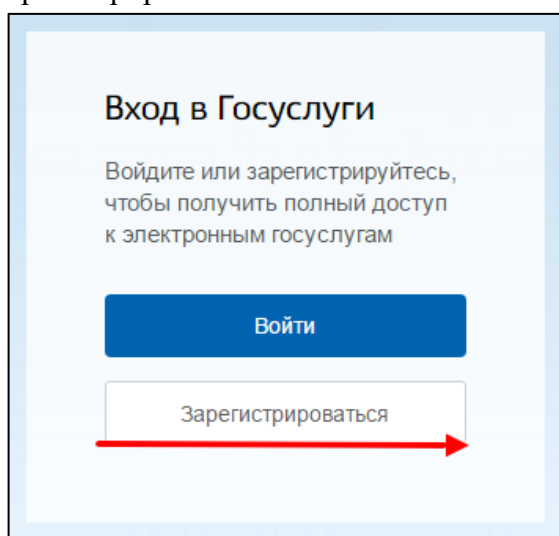 Вход в Госуслуги
Войдите или зарегистрируйтесь,
чтобы получить полный доступ
к электронным госуслугам
Войти
Зарегистрироваться